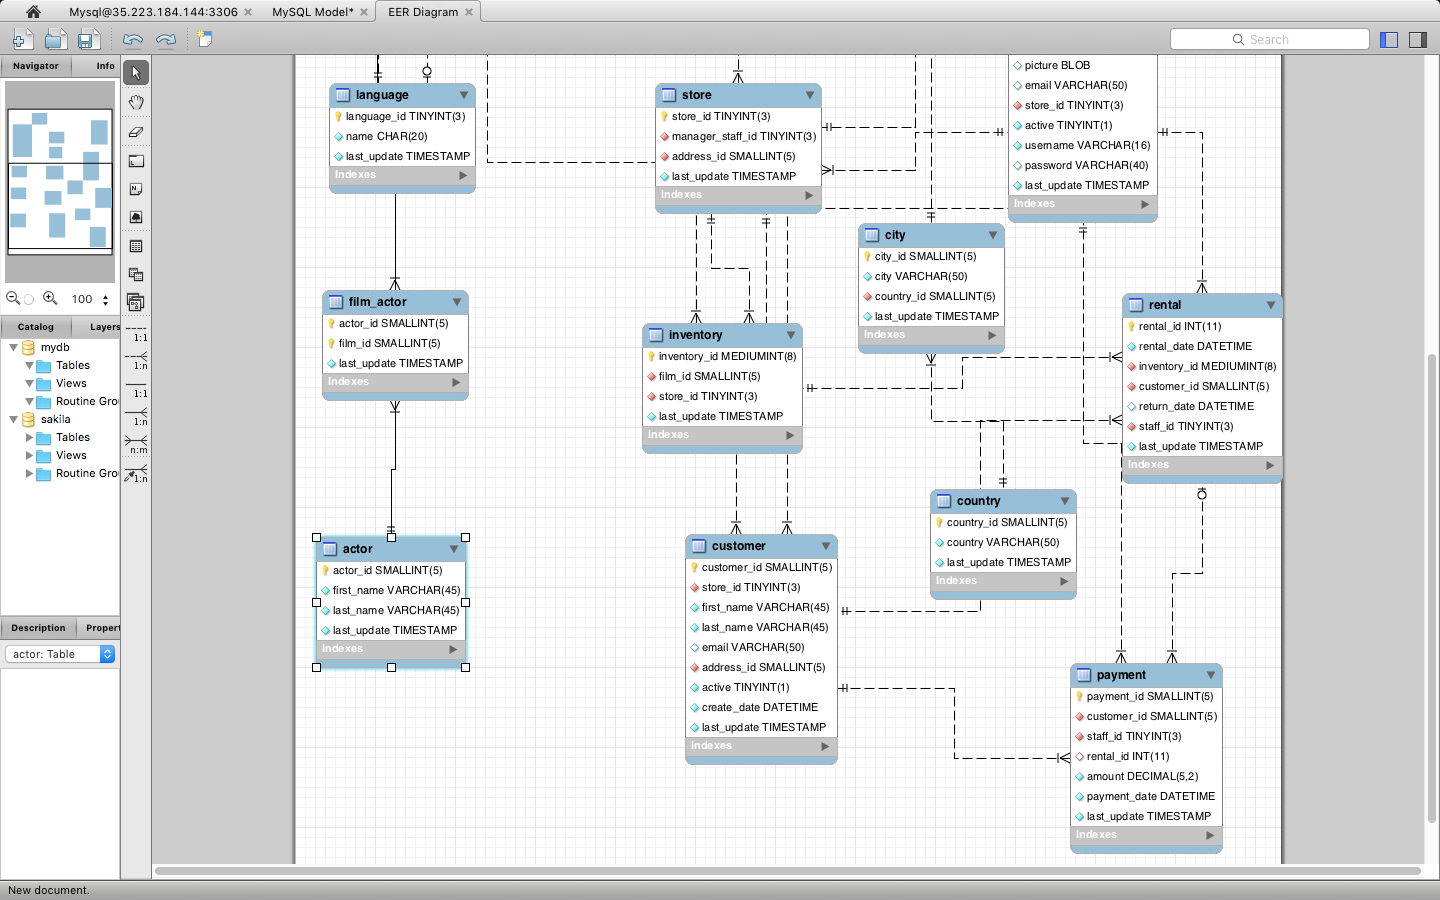 Mysql@35.223.184.144:3306
MySQL Model*
EER Diagram
Search
Navigator
Info
100
Catalog
Layers
mydb
Tables
Views
Routine Gro
sakila
Tables
Views
Routine Gro
Description
Proper
actor: Table
1:1
1:n
1:1
1:n
n:m
1:n
language
language_id TINYINT(3)
name CHAR(20)
last_update TIMESTAMP
Indexes
film_actor
actor_id SMALLINT(5)
film_id SMALLINT(5)
last_update TIMESTAMP
Indexes
actor
actor_id SMALLINT(5)
first_name VARCHAR(45)
last_name VARCHAR(45)
last_update TIMESTAMP
Indexes
store
store_id TINYINT(3)
manager_staff_id TINYINT(3)
address_id SMALLINT(5)
last_update TIMESTAMP
Indexes
inventory
inventory_id MEDIUMINT(8)
film_id SMALLINT(5)
store_id TINYINT(3)
last_update TIMESTAMP
Indexes
customer
customer_id SMALLINT(5)
store_id TINYINT(3)
first_name VARCHAR(45)
last_name VARCHAR(45)
email VARCHAR(50)
address_id SMALLINT(5)
active TINYINT(1)
create_date DATETIME
last_update TIMESTAMP
Indexes
city
city_id SMALLINT(5)
city VARCHAR(50)
country_id SMALLINT(5)
last_update TIMESTAMP
Indexes
country
country_id SMALLINT(5)
country VARCHAR(50)
last_update TIMESTAMP
Indexes
picture BLOB
email VARCHAR(50)
store_id TINYINT(3)
active TINYINT(1)
username VARCHAR(16)
password VARCHAR(40)
last_update TIMESTAMP
Indexes
rental
rental_id INT(11)
rental_date DATETIME
inventory_id MEDIUMINT(8)
customer_id SMALLINT(5)
return_date DATETIME
staff_id TINYINT(3)
last_update TIMESTAMP
Indexes
payment
payment_id SMALLINT(5)
customer_id SMALLINT(5)
staff_id TINYINT(3)
rental_id INT(11)
amount DECIMAL(5,2)
payment_date DATETIME
last_update TIMESTAMP
Indexes
New document.